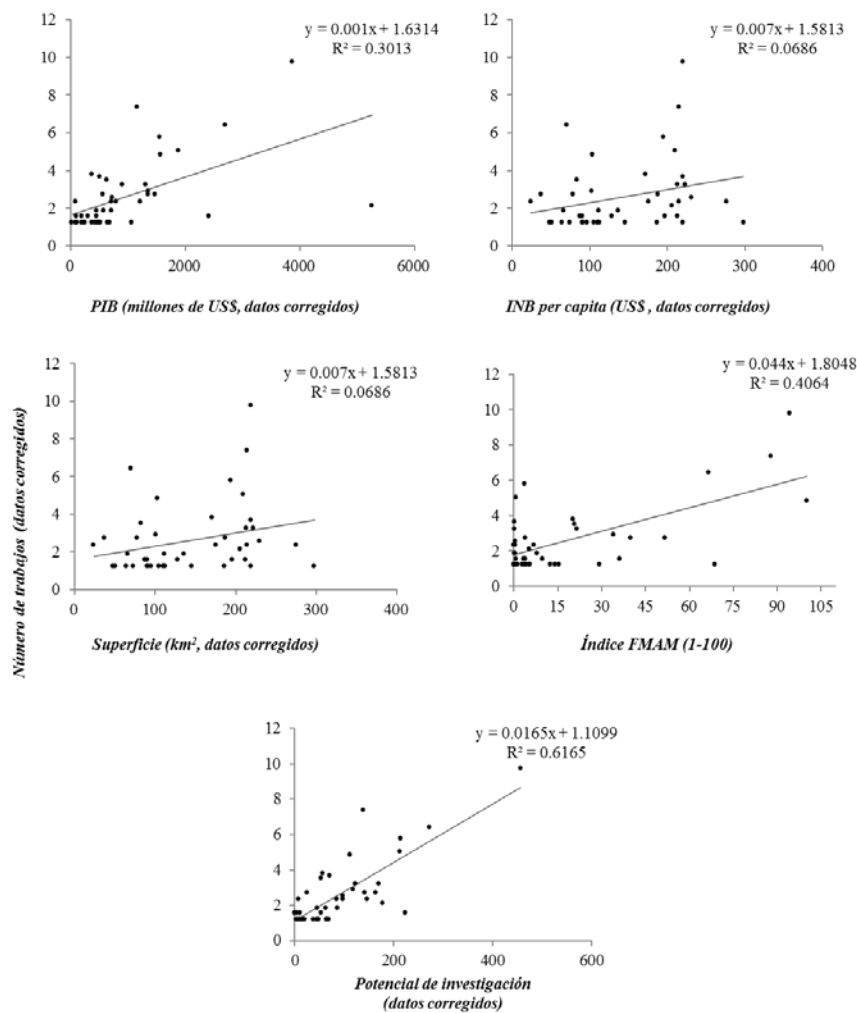 y = 0.001x + 1.6314
R² = 0.3013
12
10
8
6
4
2
0
0 2000 4000 6000
PIB (millones de US$, datos corregidos)
y = 0.007x + 1.5813
R² = 0.0686
12
10
8
6
4
2
0
0 100 200 300 400
INB per capita (US$ , datos corregidos)
Número de trabajos (datos corregidos)
y = 0.007x + 1.5813
R² = 0.0686
12
10
8
6
4
2
0
0 100 200 300 400
Superficie (km², datos corregidos)
y = 0.044x + 1.8048
R² = 0.4064
12
10
8
6
4
2
0
0 15 30 45 60 75 90 105
Índice FMAM (1-100)
y = 0.0165x + 1.1099
R² = 0.6165
12
10
8
6
4
2
0
0 200 400 600
Potencial de investigación
(datos corregidos)